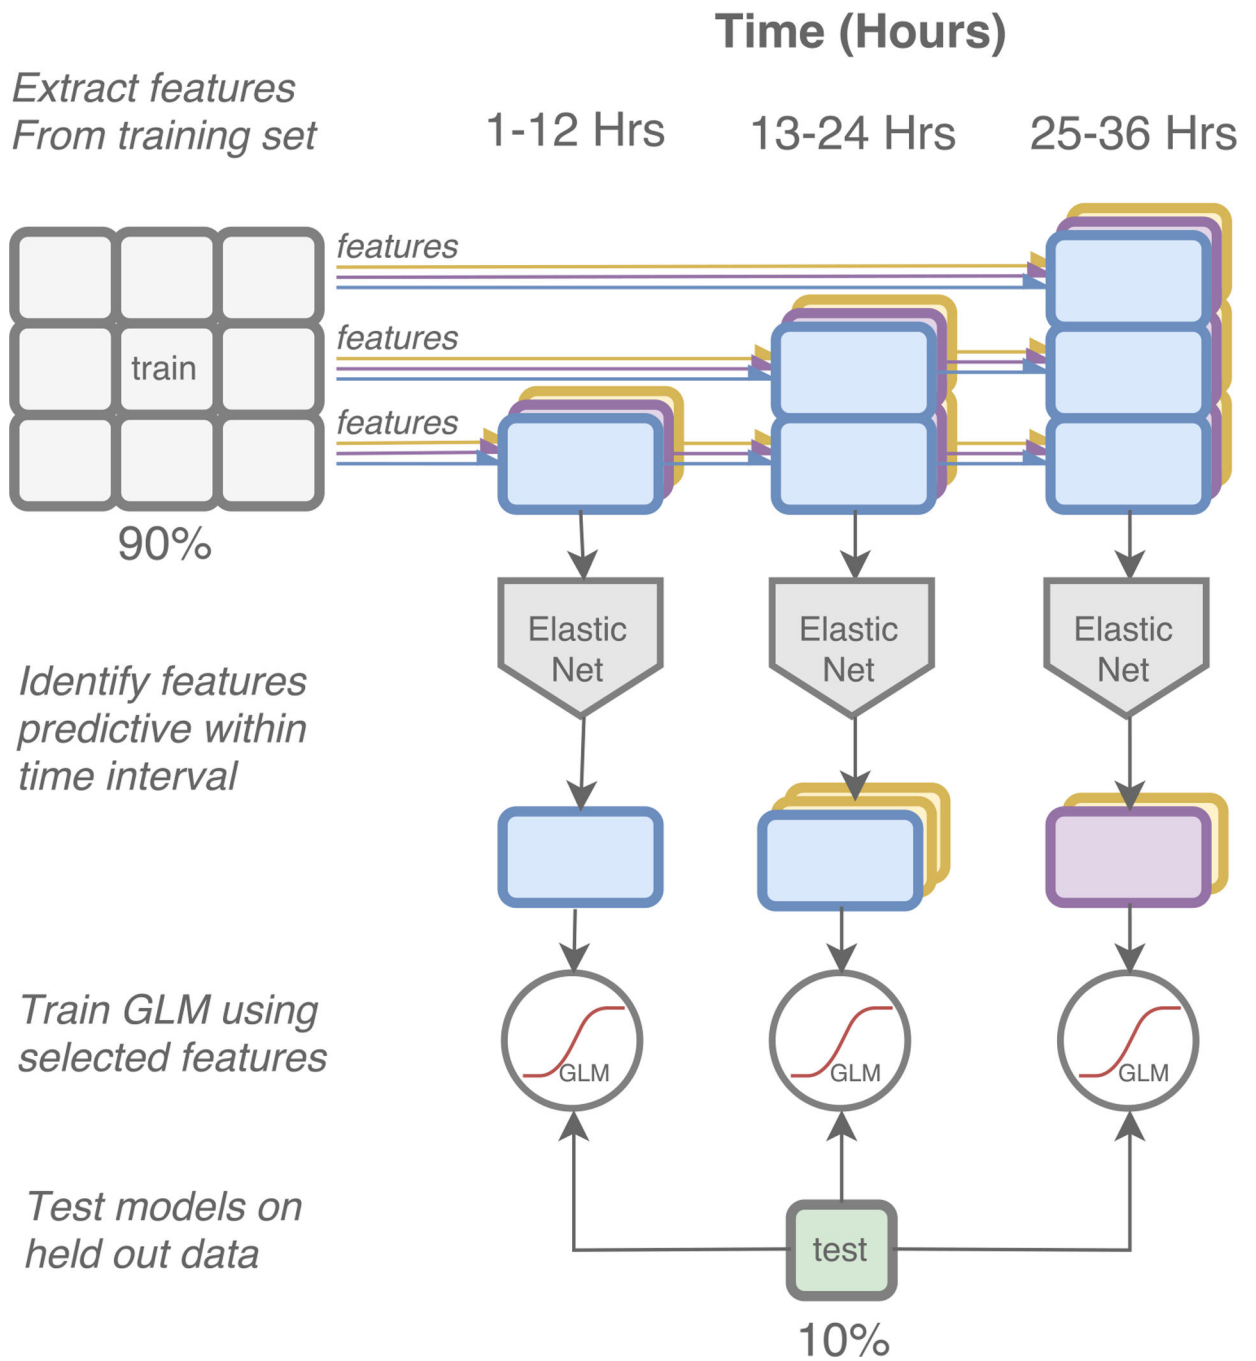 Time (Hours)
Extract features
From training set
1-12 Hrs
13-24 Hrs
25-36 Hrs
features
features
train
features
90%
Elastic
Net
Elastic
Net
Elastic
Net
Identify features
predictive within
time interval
Train GLM using
selected features
GLM
GLM
GLM
Test models on
held out data
test
10%